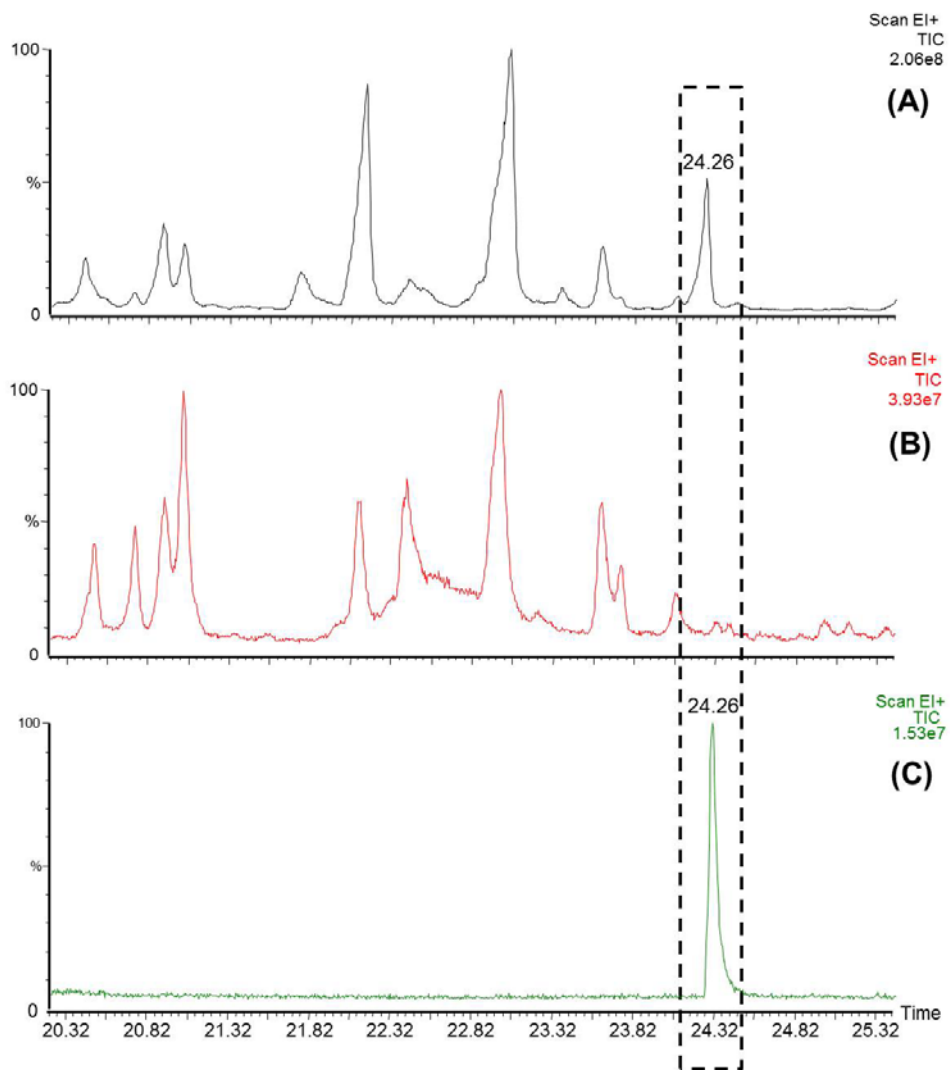 Scan EI+
TIC
2.06e8
(A)
100
%
0
24.26
Scan EI+
TIC
3.93e7
(B)
100
%
0
Scan EI+
TIC
1.53e7
(C)
24.26
100
%
0
Time
20.32 20.82 21.32 21.82 22.32 22.82 23.32 23.82 24.32 24.82 25.32